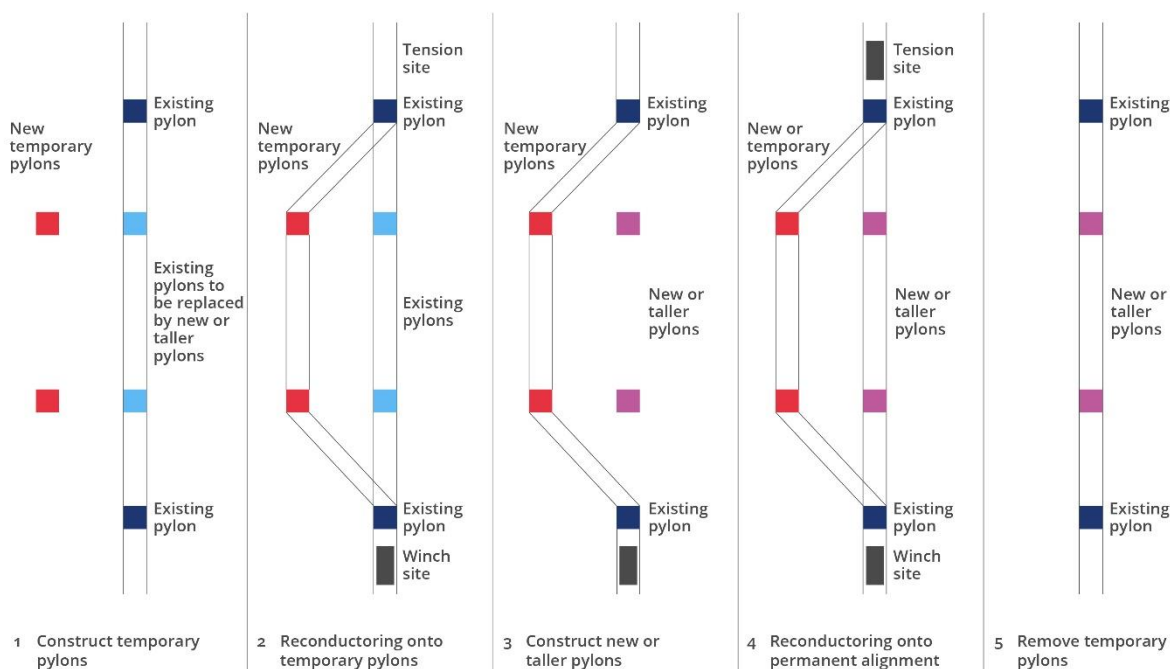 Existing
pylon
New
temporary
pylons
Existing
pylons to
be replaced
by new or
taller
pylons
Existing
pylon
1 Construct temporary
pylons
Tension
site
Existing
pylon
New
temporary
pylons
Existing
pylons
Existing
pylon
Winch
site
2 Reconductoring onto
temporary pylons
Existing
pylon
New
temporary
pylons
New or
taller
pylons
Existing
pylon
3 Construct new or
taller pylons
Tension
site
Existing
pylon
New or
temporary
pylons
New or
taller
pylons
Existing
pylon
Winch
site
4 Reconductoring onto
permanent alignment
Existing
pylon
New or
taller
pylons
Existing
pylon
5 Remove temporary
pylons